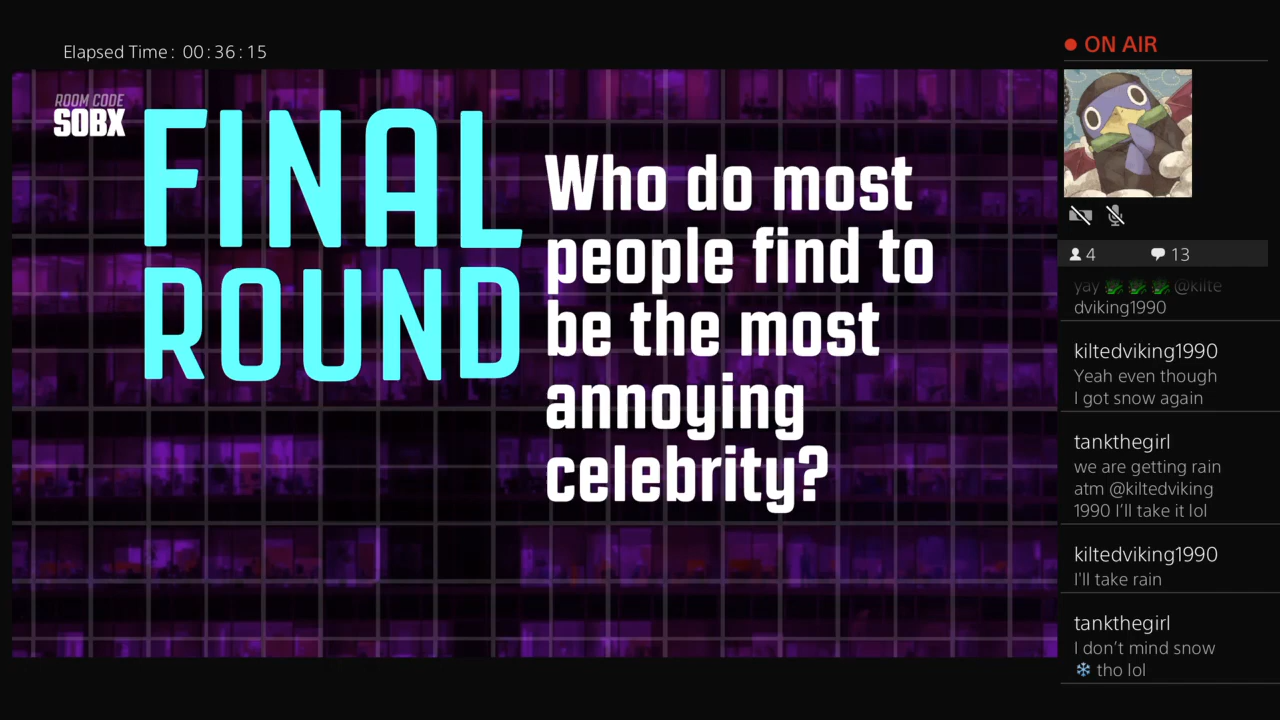 Elapsed Time: 00:36:15
ON AIR
ROOM CODE
SOBX
FINAL
ROUND
Who do most
people find to
be the most
annoying
celebrity?
4 13
yay @kilte
dviking1990
kiltedviking1990
Yeah even though
I got snow again
tankthegirl
we are getting rain
atm @kiltedviking
1990 I'll take it lol
kiltedviking1990
I'll take rain
tankthegirl
I don't mind snow
❄ tho lol